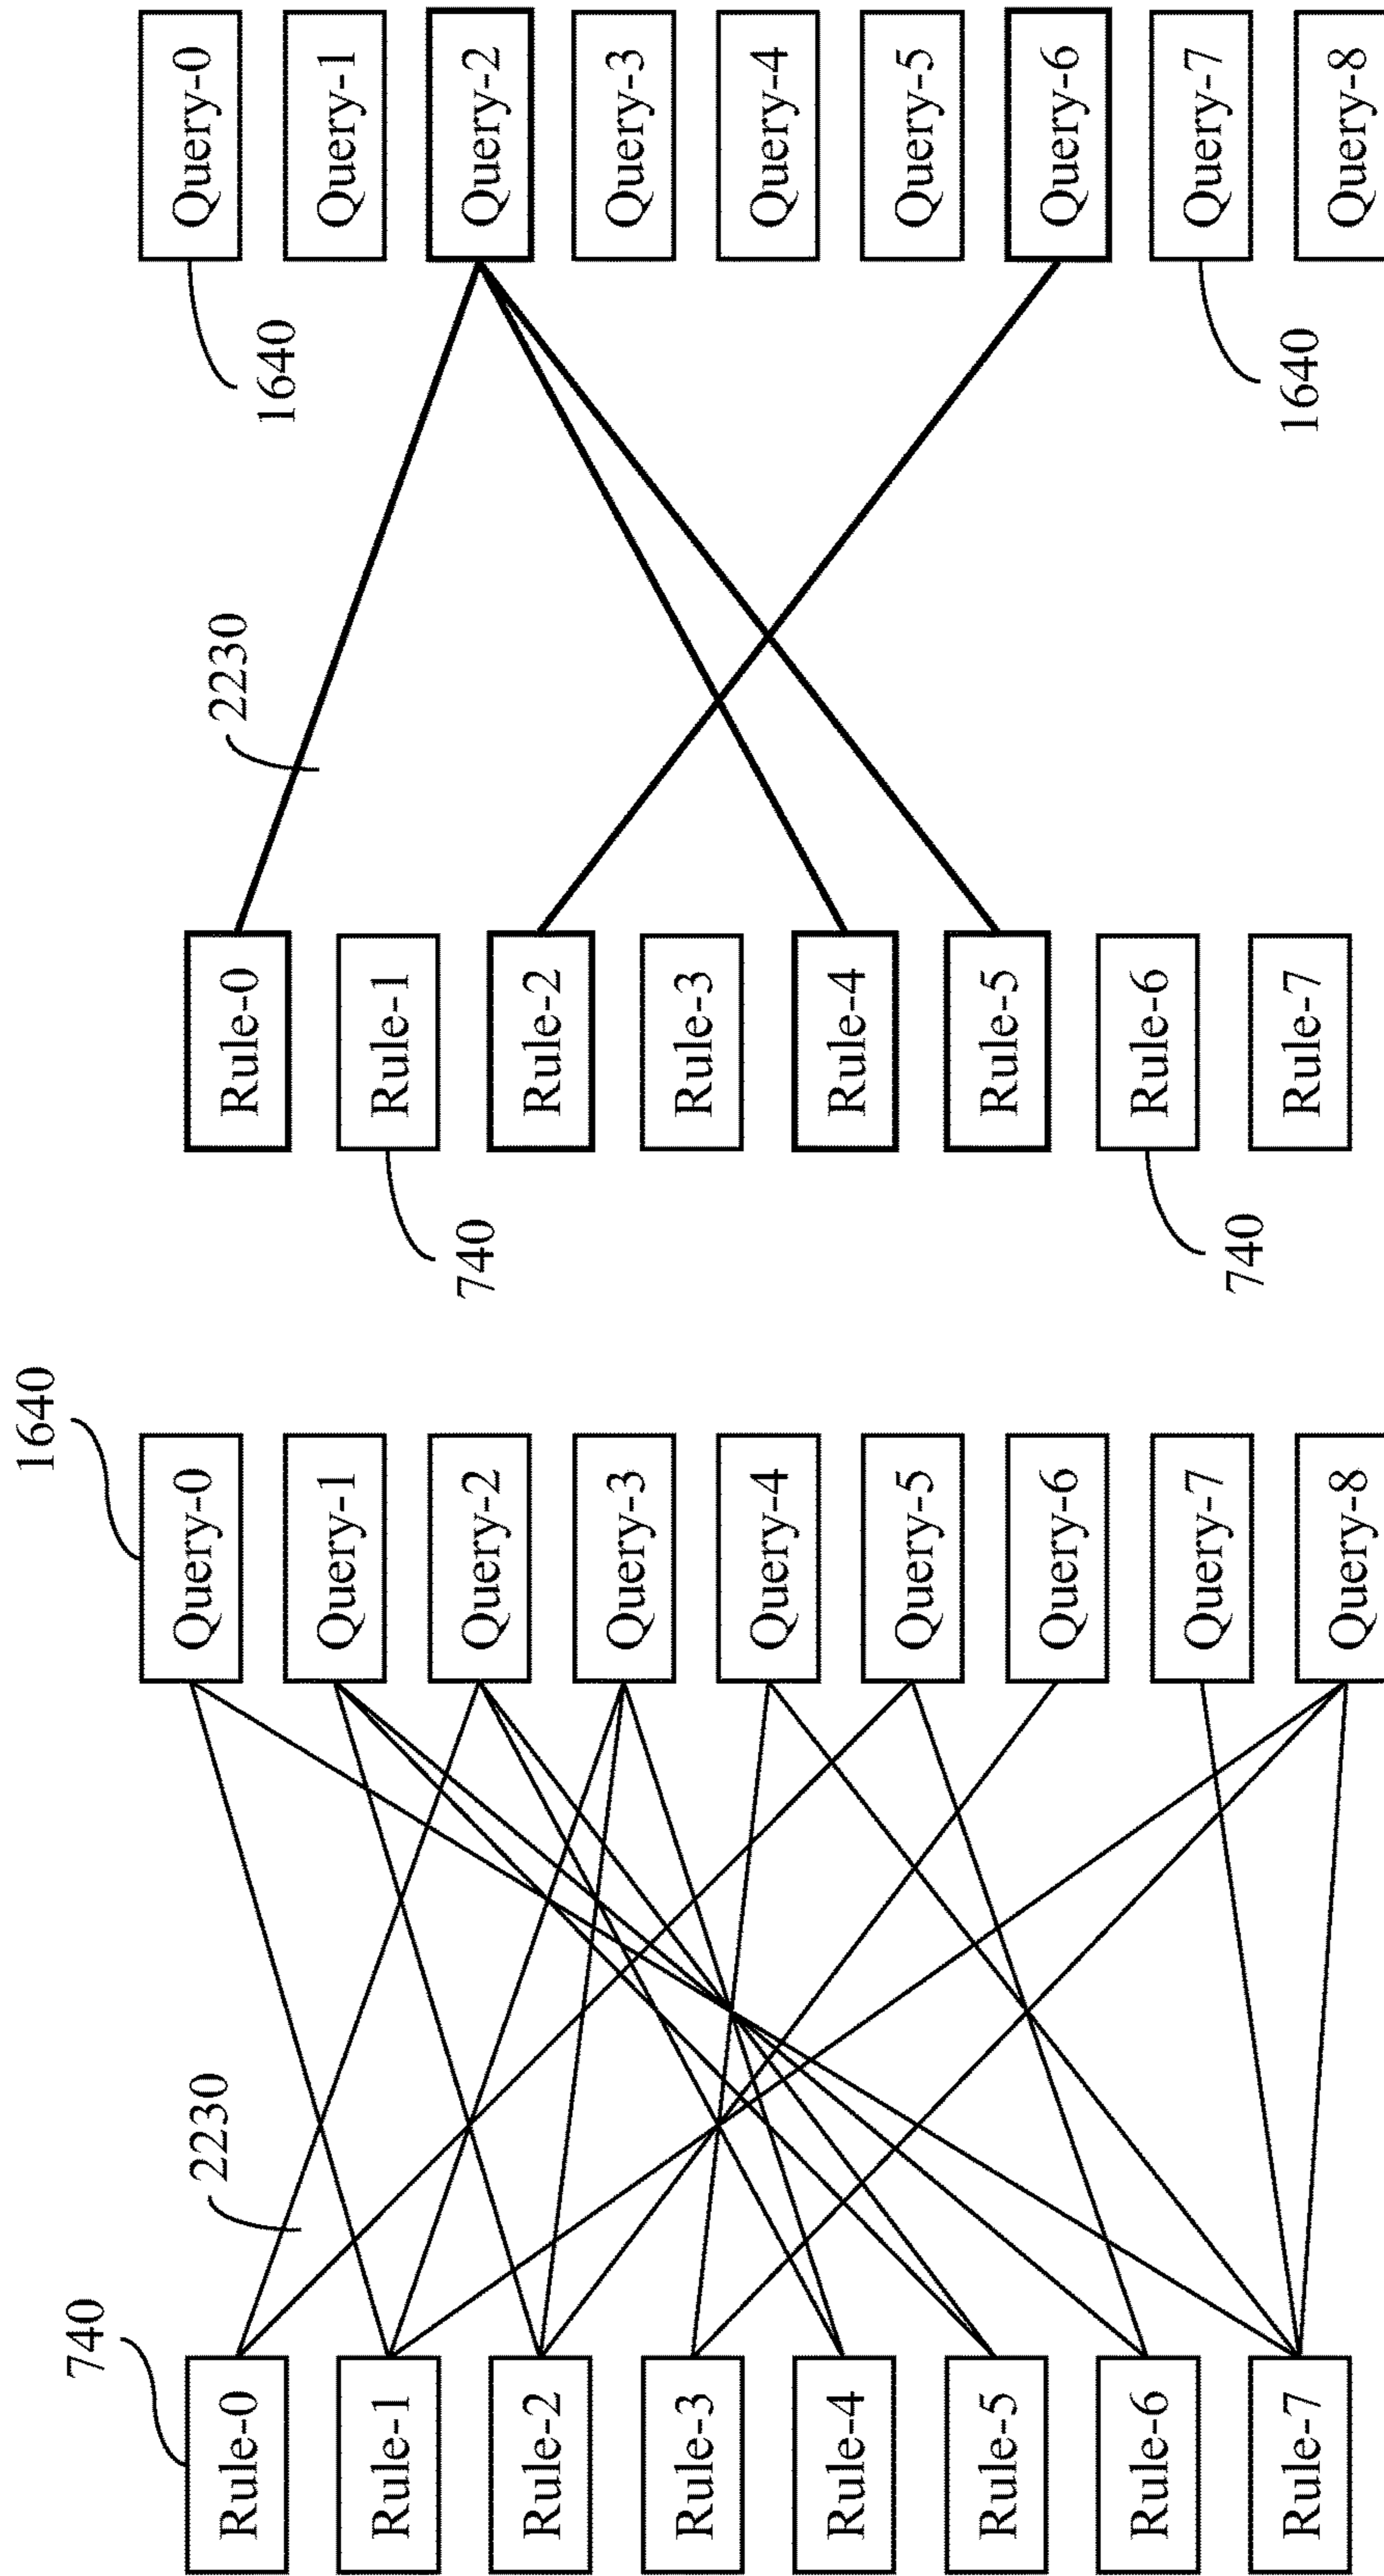 740
2230
1640
Rule-0
Rule-1
Rule-2
Rule-3
Rule-4
Rule-5
Rule-6
Rule-7
Query-0
Query-1
Query-2
Query-3
Query-4
Query-5
Query-6
Query-7
Query-8
740
740
2230
1640
1640
Rule-0
Rule-1
Rule-2
Rule-3
Rule-4
Rule-5
Rule-6
Rule-7
Query-0
Query-1
Query-2
Query-3
Query-4
Query-5
Query-6
Query-7
Query-8